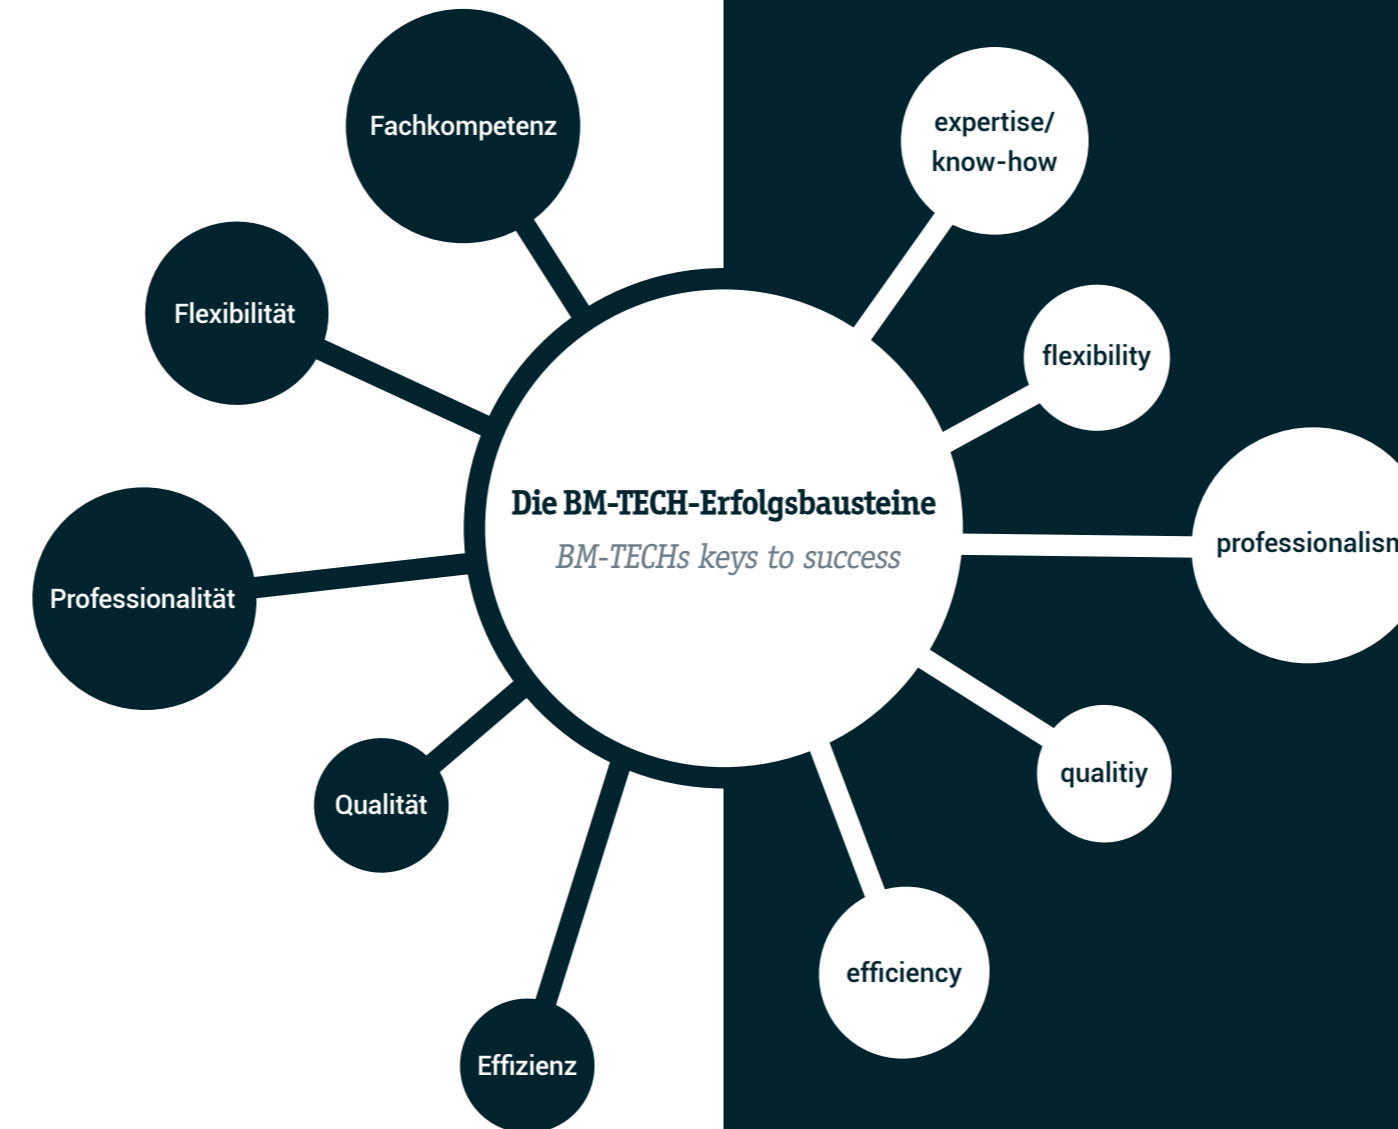 Fachkompetenz
Flexibilität
Professionalität
Qualität
Effizienz
Die BM-TECH-Erfolgsbausteine
BM-TECHs keys to success
expertise/
know-how
flexibility
professionalism
qualitiy
efficiency